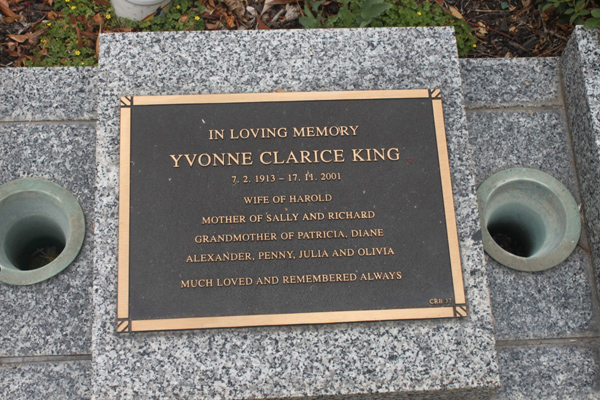 IN LOVING MEMORY
YVONNE CLARICE KING
7. 2. 1913 – 17. 11. 2001
WIFE OF HAROLD
MOTHER OF SALLY AND RICHARD
GRANDMOTHER OF PATRICIA, DIANE
ALEXANDER, PENNY, JULIA AND OLIVIA
MUCH LOVED AND REMEMBERED ALWAYS